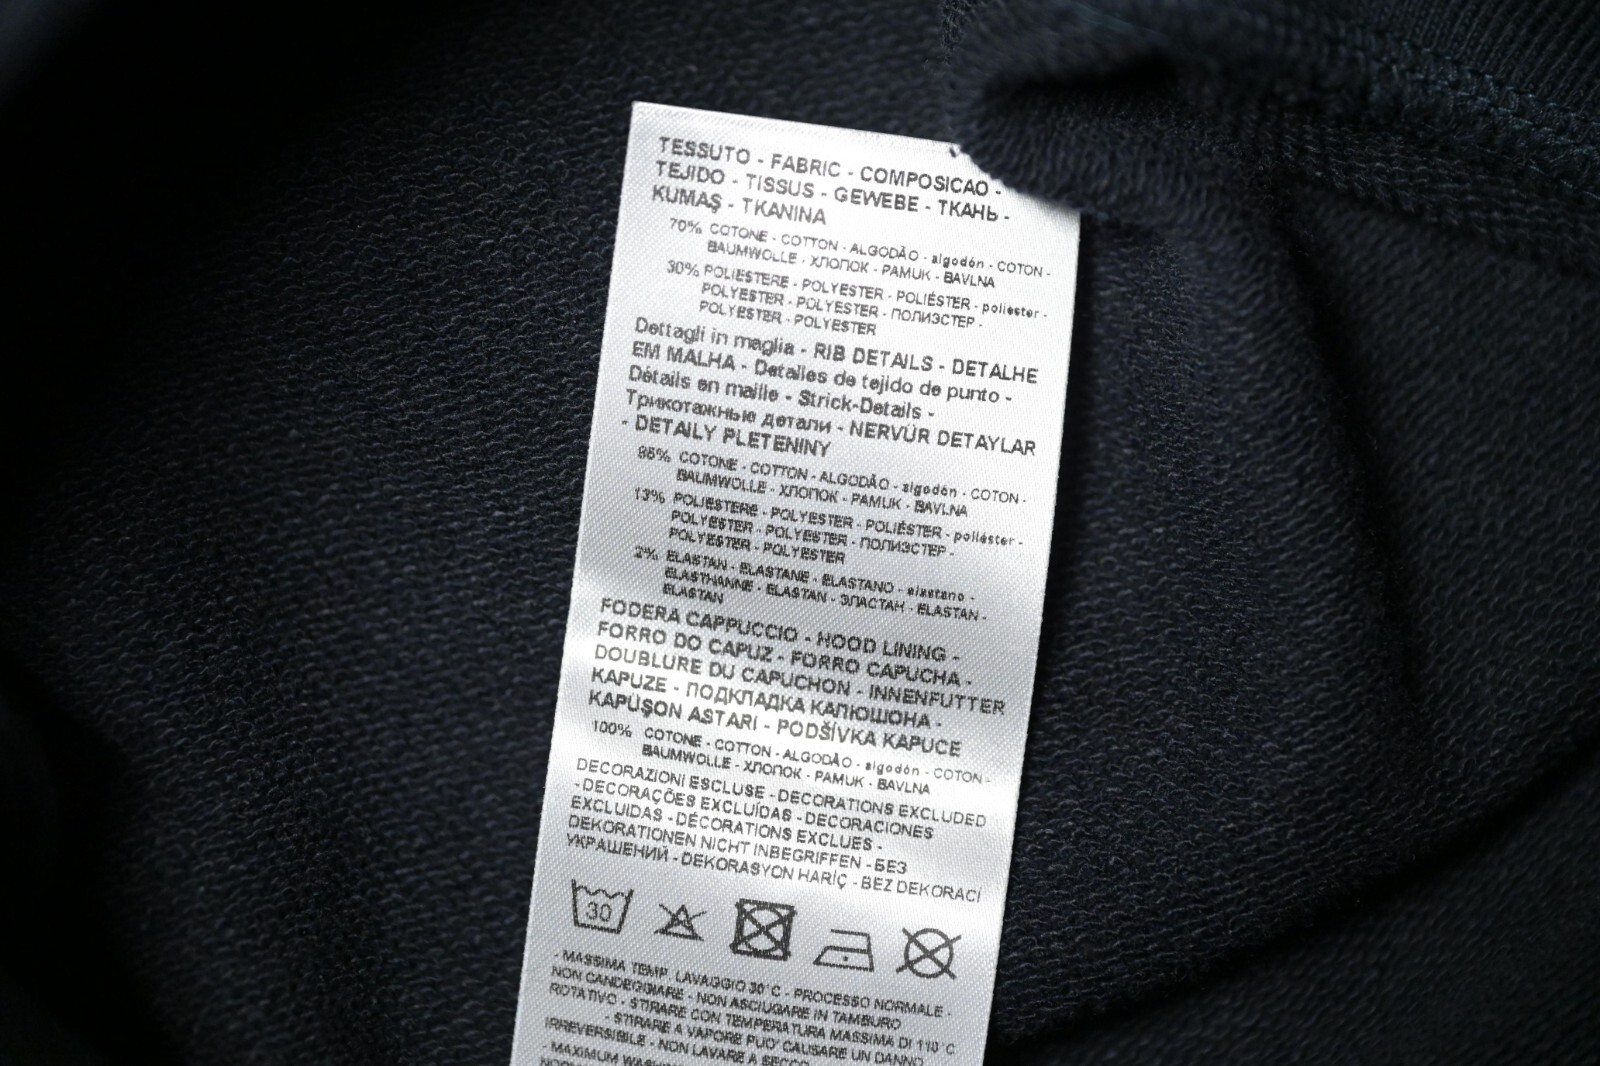 TESSUTO - FABRIC - COMPOSICAO -
TEJIDO - TISSUS - GEWEBE - ТКАНЬ -
KUMAŞ - TKANINA
70% COTONE - COTTON - ALGODÃO - algodón - COTON -
BAUMWOLLE - ХЛОПОК - PAMUK - BAVLNA
30% POLIESTERE - POLYESTER - POLIÉSTER - poliéster -
POLYESTER - POLYESTER - ПОЛИЭСТЕР -
POLYESTER - POLYESTER
Dettagli in maglia - RIB DETAILS - DETALHE
EM MALHA - Detalles de tejido de punto -
Détails en maille - Strick-Details -
Трикотажные детали - NERVÜR DETAYLAR
- DETAILY PLETENINY
85% COTONE - COTTON - ALGODÃO - algodón - COTON -
BAUMWOLLE - ХЛОПОК - PAMUK - BAVLNA
13% POLIESTERE - POLYESTER - POLIÉSTER - poliéster -
POLYESTER - POLYESTER - ПОЛИЭСТЕР -
POLYESTER - POLYESTER
2% ELASTAN - ELASTANE - ELASTANO - elastano -
ELASTHANNE - ELASTAN - ЭЛАСТАН - ELASTAN -
ELASTAN
FODERA CAPPUCCIO - HOOD LINING -
FORRO DO CAPUZ - FORRO CAPUCHA -
DOUBLURE DU CAPUCHON - INNENFUTTER
KAPUZE - ПОДКЛАДКА КАПЮШОНА -
KAPÜŞON ASTARI - PODŠÍVKA KAPUCE
100% COTONE - COTTON - ALGODÃO - algodón - COTON -
BAUMWOLLE - ХЛОПОК - PAMUK - BAVLNA
DECORAZIONI ESCLUSE - DECORATIONS EXCLUDED
- DECORAÇÕES EXCLUÍDAS - DECORACIONES
EXCLUIDAS - DÉCORATIONS EXCLUES -
DEKORATIONEN NICHT INBEGRIFFEN - БЕЗ
УКРАШЕНИЙ - DEKORASYON HARİÇ - BEZ DEKORACÍ
30
- MASSIMA TEMP. LAVAGGIO 30°C - PROCESSO NORMALE -
NON CANDEGGIARE - NON ASCIUGARE IN TAMBURO
ROTATIVO - STIRARE CON TEMPERATURA MASSIMA DI 110°C
- STIRARE A VAPORE PUO' CAUSARE UN DANNO
IRREVERSIBILE - NON LAVARE A SECCO
- MAXIMUM